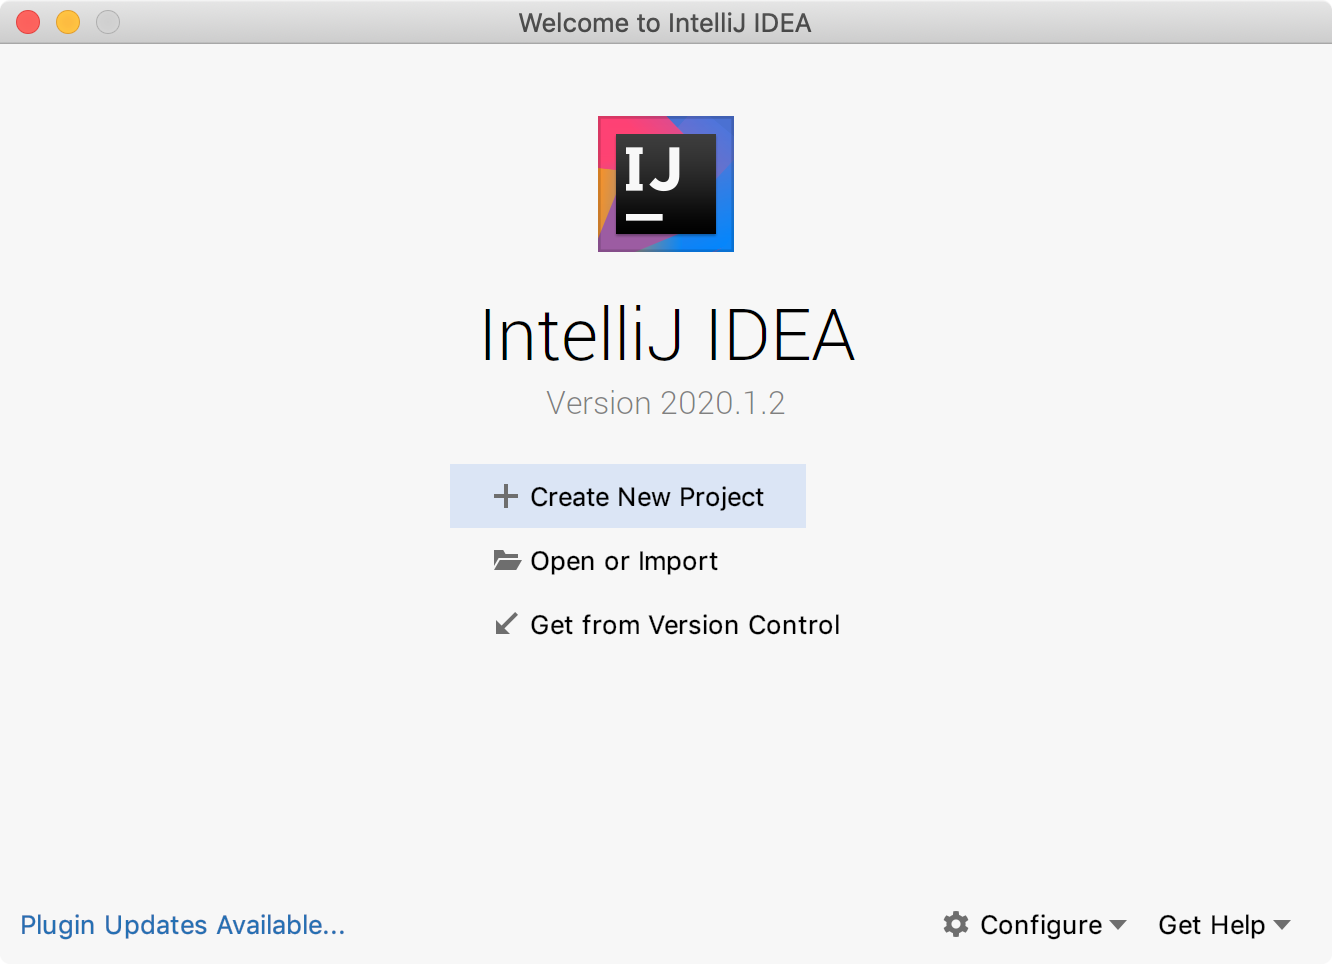 Welcome to IntelliJ IDEA
IJ
IntelliJ IDEA
Version 2020.1.2
Create New Project
Open or Import
Get from Version Control
Plugin Updates Available...
Configure
Get Help